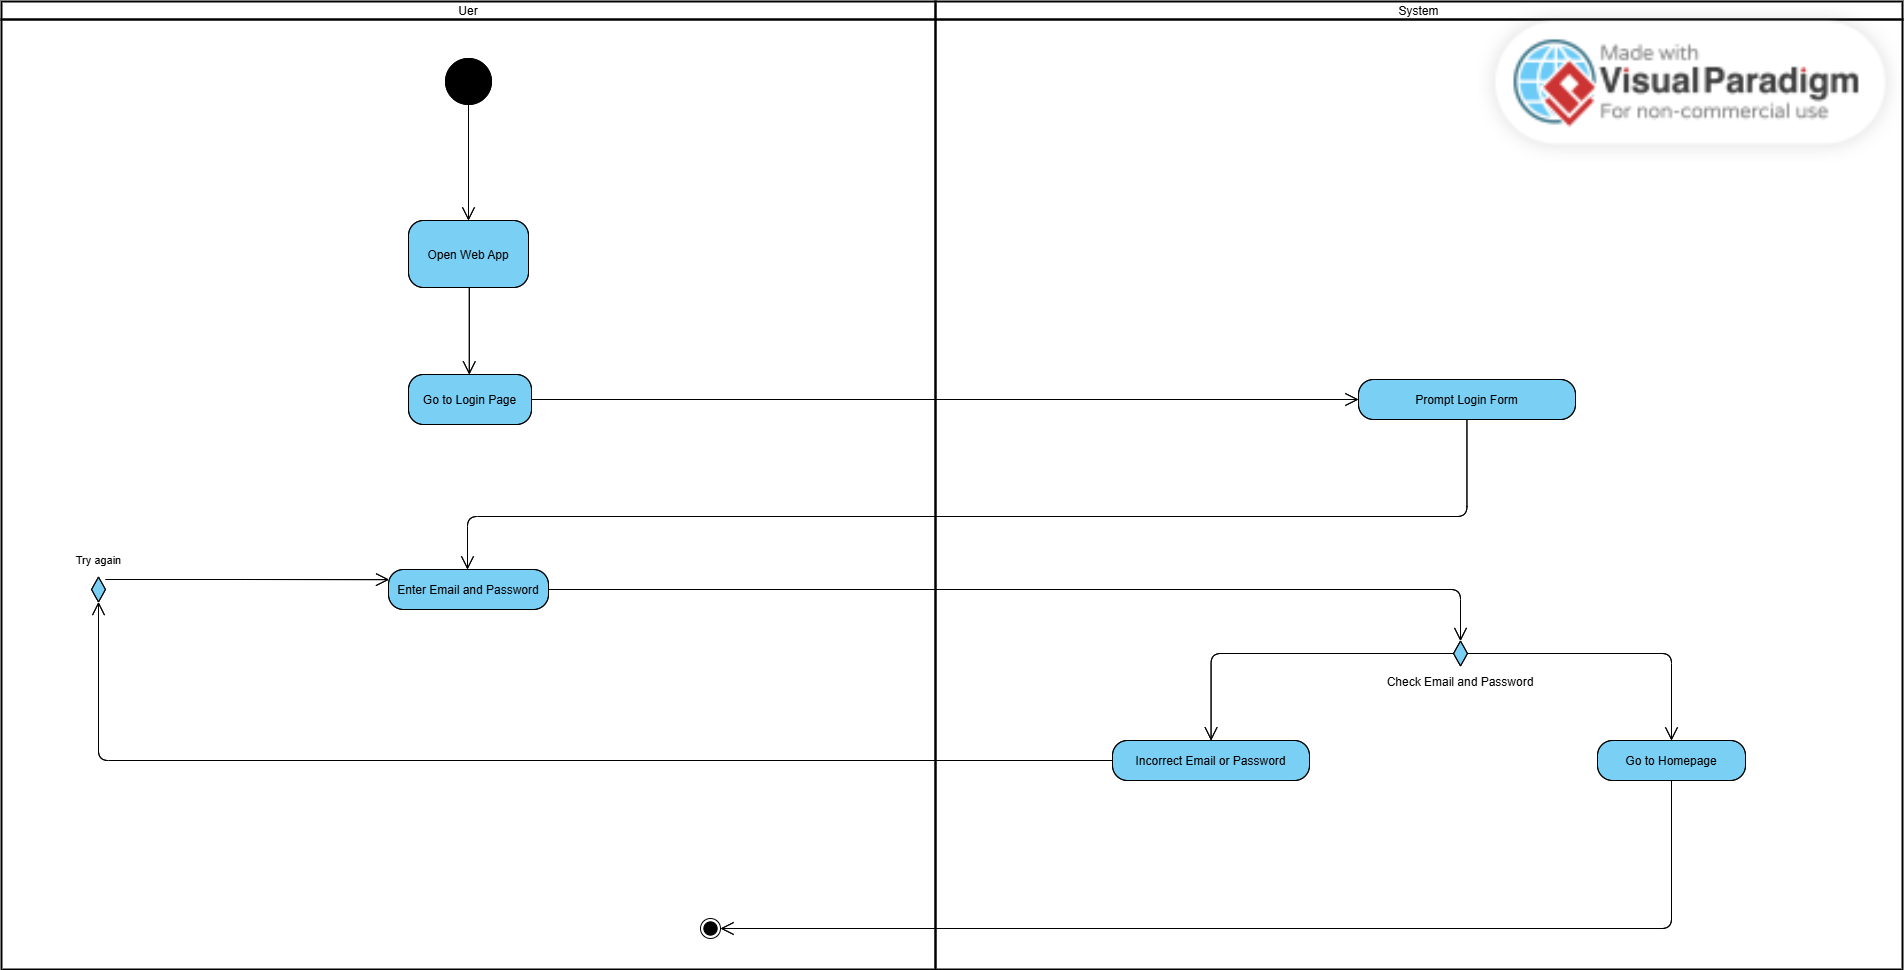 Uer
System
Made with
Visual Paradigm
For non-commercial use
Open Web App
Go to Login Page
Prompt Login Form
Try again
Enter Email and Password
Check Email and Password
Incorrect Email or Password
Go to Homepage